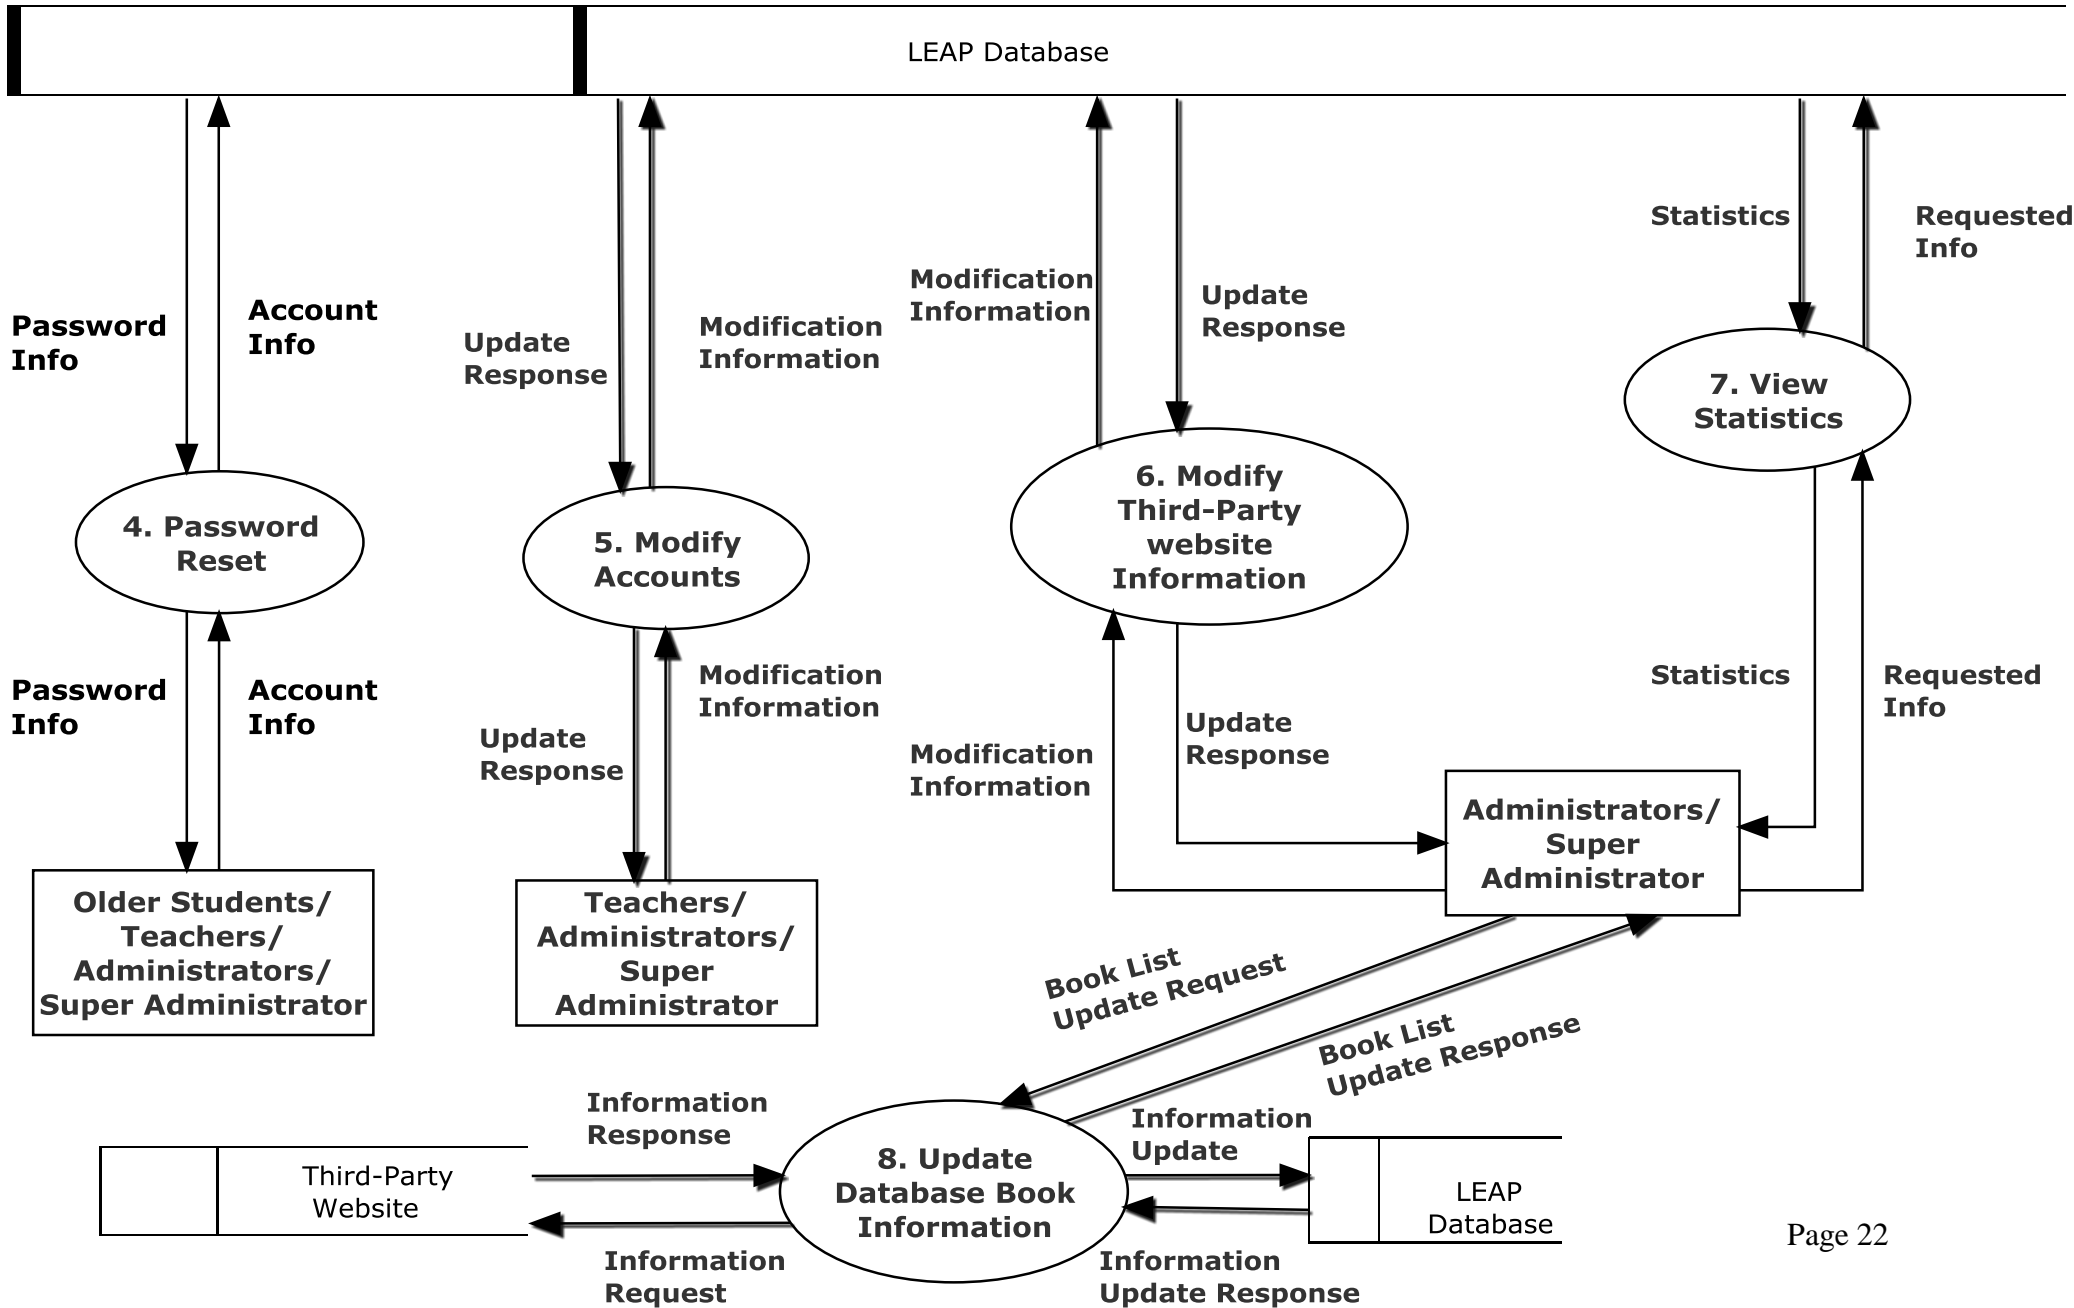 LEAP Database
Statistics
Requested
Info
Modification
Information
Update
Response
Password
Info
Account
Info
Update
Response
Modification
Information
7. View
Statistics
4. Password
Reset
5. Modify
Accounts
6. Modify
Third-Party
website
Information
Password
Info
Account
Info
Update
Response
Modification
Information
Modification
Information
Update
Response
Statistics
Requested
Info
Older Students/
Teachers/
Administrators/
Super Administrator
Teachers/
Administrators/
Super
Administrator
Administrators/
Super
Administrator
Book List
Update Request
Book List
Update Response
Information
Response
Information
Update
Third-Party
Website
8. Update
Database Book
Information
LEAP
Database
Information
Request
Information
Update Response
Page 22